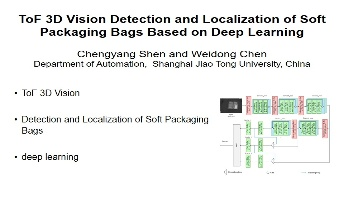 ToF 3D Vision Detection and Localization of Soft
Packaging Bags Based on Deep Learning
Chengyang Shen and Weidong Chen
Department of Automation, Shanghai Jiao Tong University, China
• ToF 3D Vision
• Detection and Localization of Soft Packaging
Bags
• deep learning